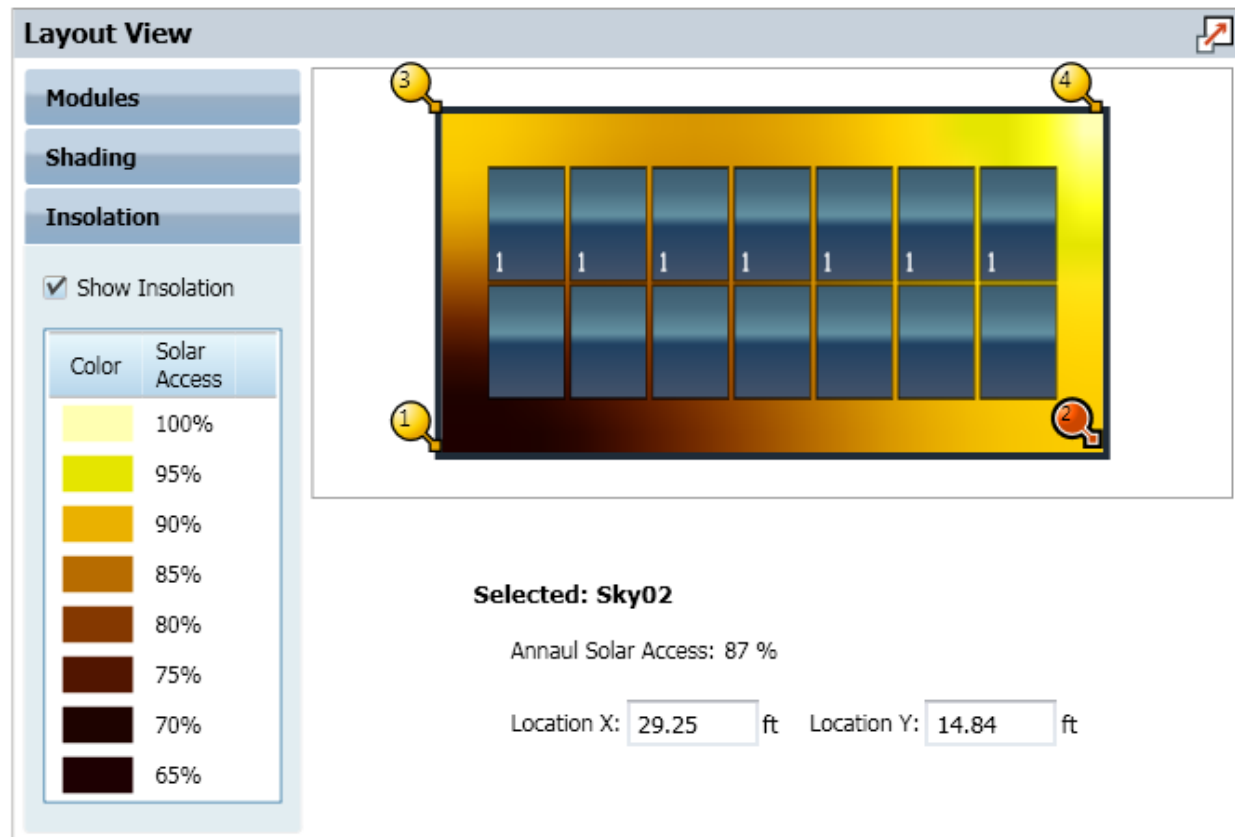 Layout View
Modules
Shading
Insolation
Show Insolation
Color Solar Access
100%
95%
90%
85%
80%
75%
70%
65%
3 4
1 1 1 1 1 1 1
1 2
Selected: Sky02
Annaul Solar Access: 87 %
Location X: 29.25 ft Location Y: 14.84 ft